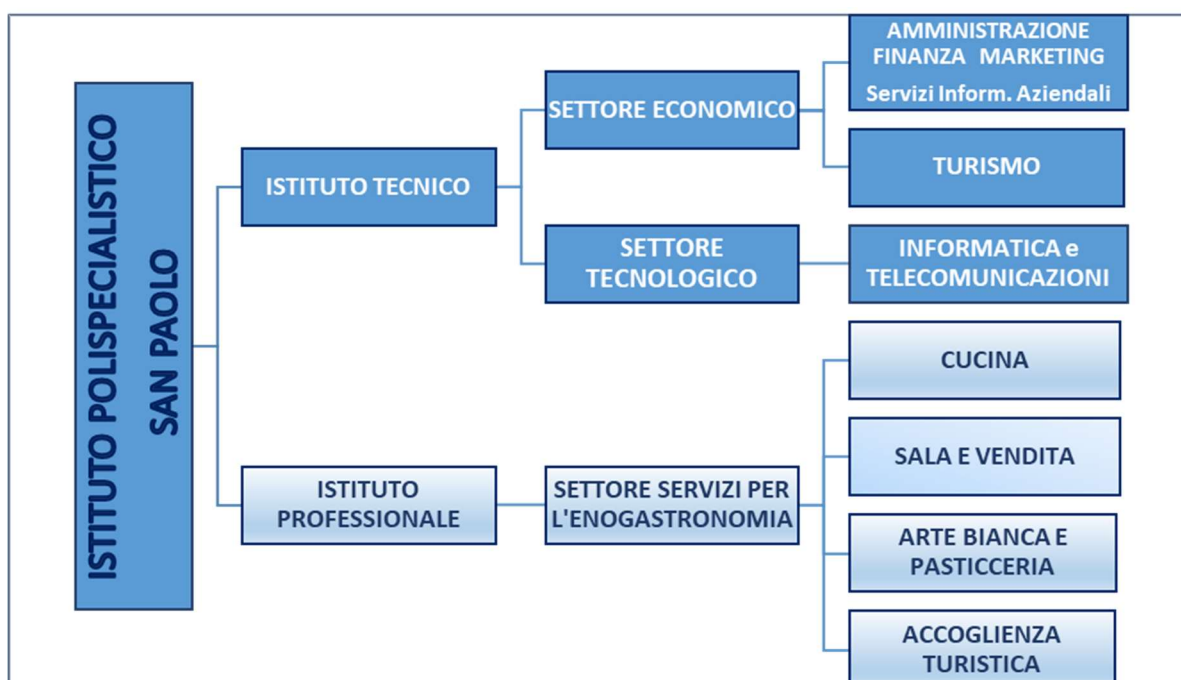 ISTITUTO POLISPECIALISTICO
SAN PAOLO
ISTITUTO TECNICO
SETTORE ECONOMICO
AMMINISTRAZIONE
FINANZA MARKETING
Servizi Inform. Aziendali
TURISMO
SETTORE
TECNOLOGICO
INFORMATICA e
TELECOMUNICAZIONI
ISTITUTO
PROFESSIONALE
SETTORE SERVIZI PER
L'ENOGASTRONOMIA
CUCINA
SALA E VENDITA
ARTE BIANCA E
PASTICCERIA
ACCOGLIENZA
TURISTICA